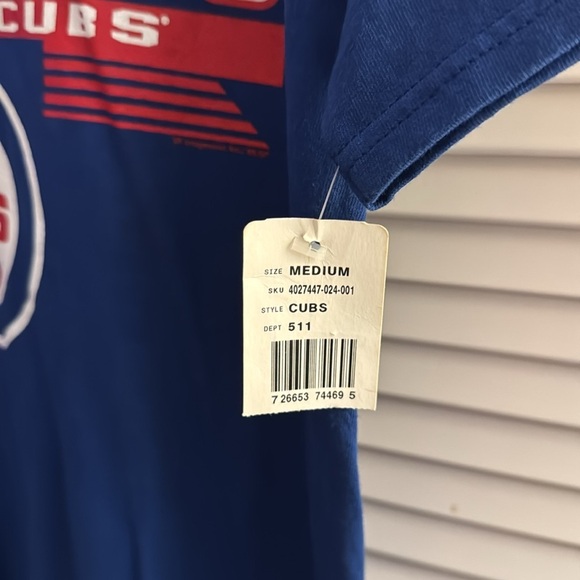 CUBS
SIZE MEDIUM
SKU 4027447-024-001
STYLE CUBS
DEPT 511
7 26653 74469 5